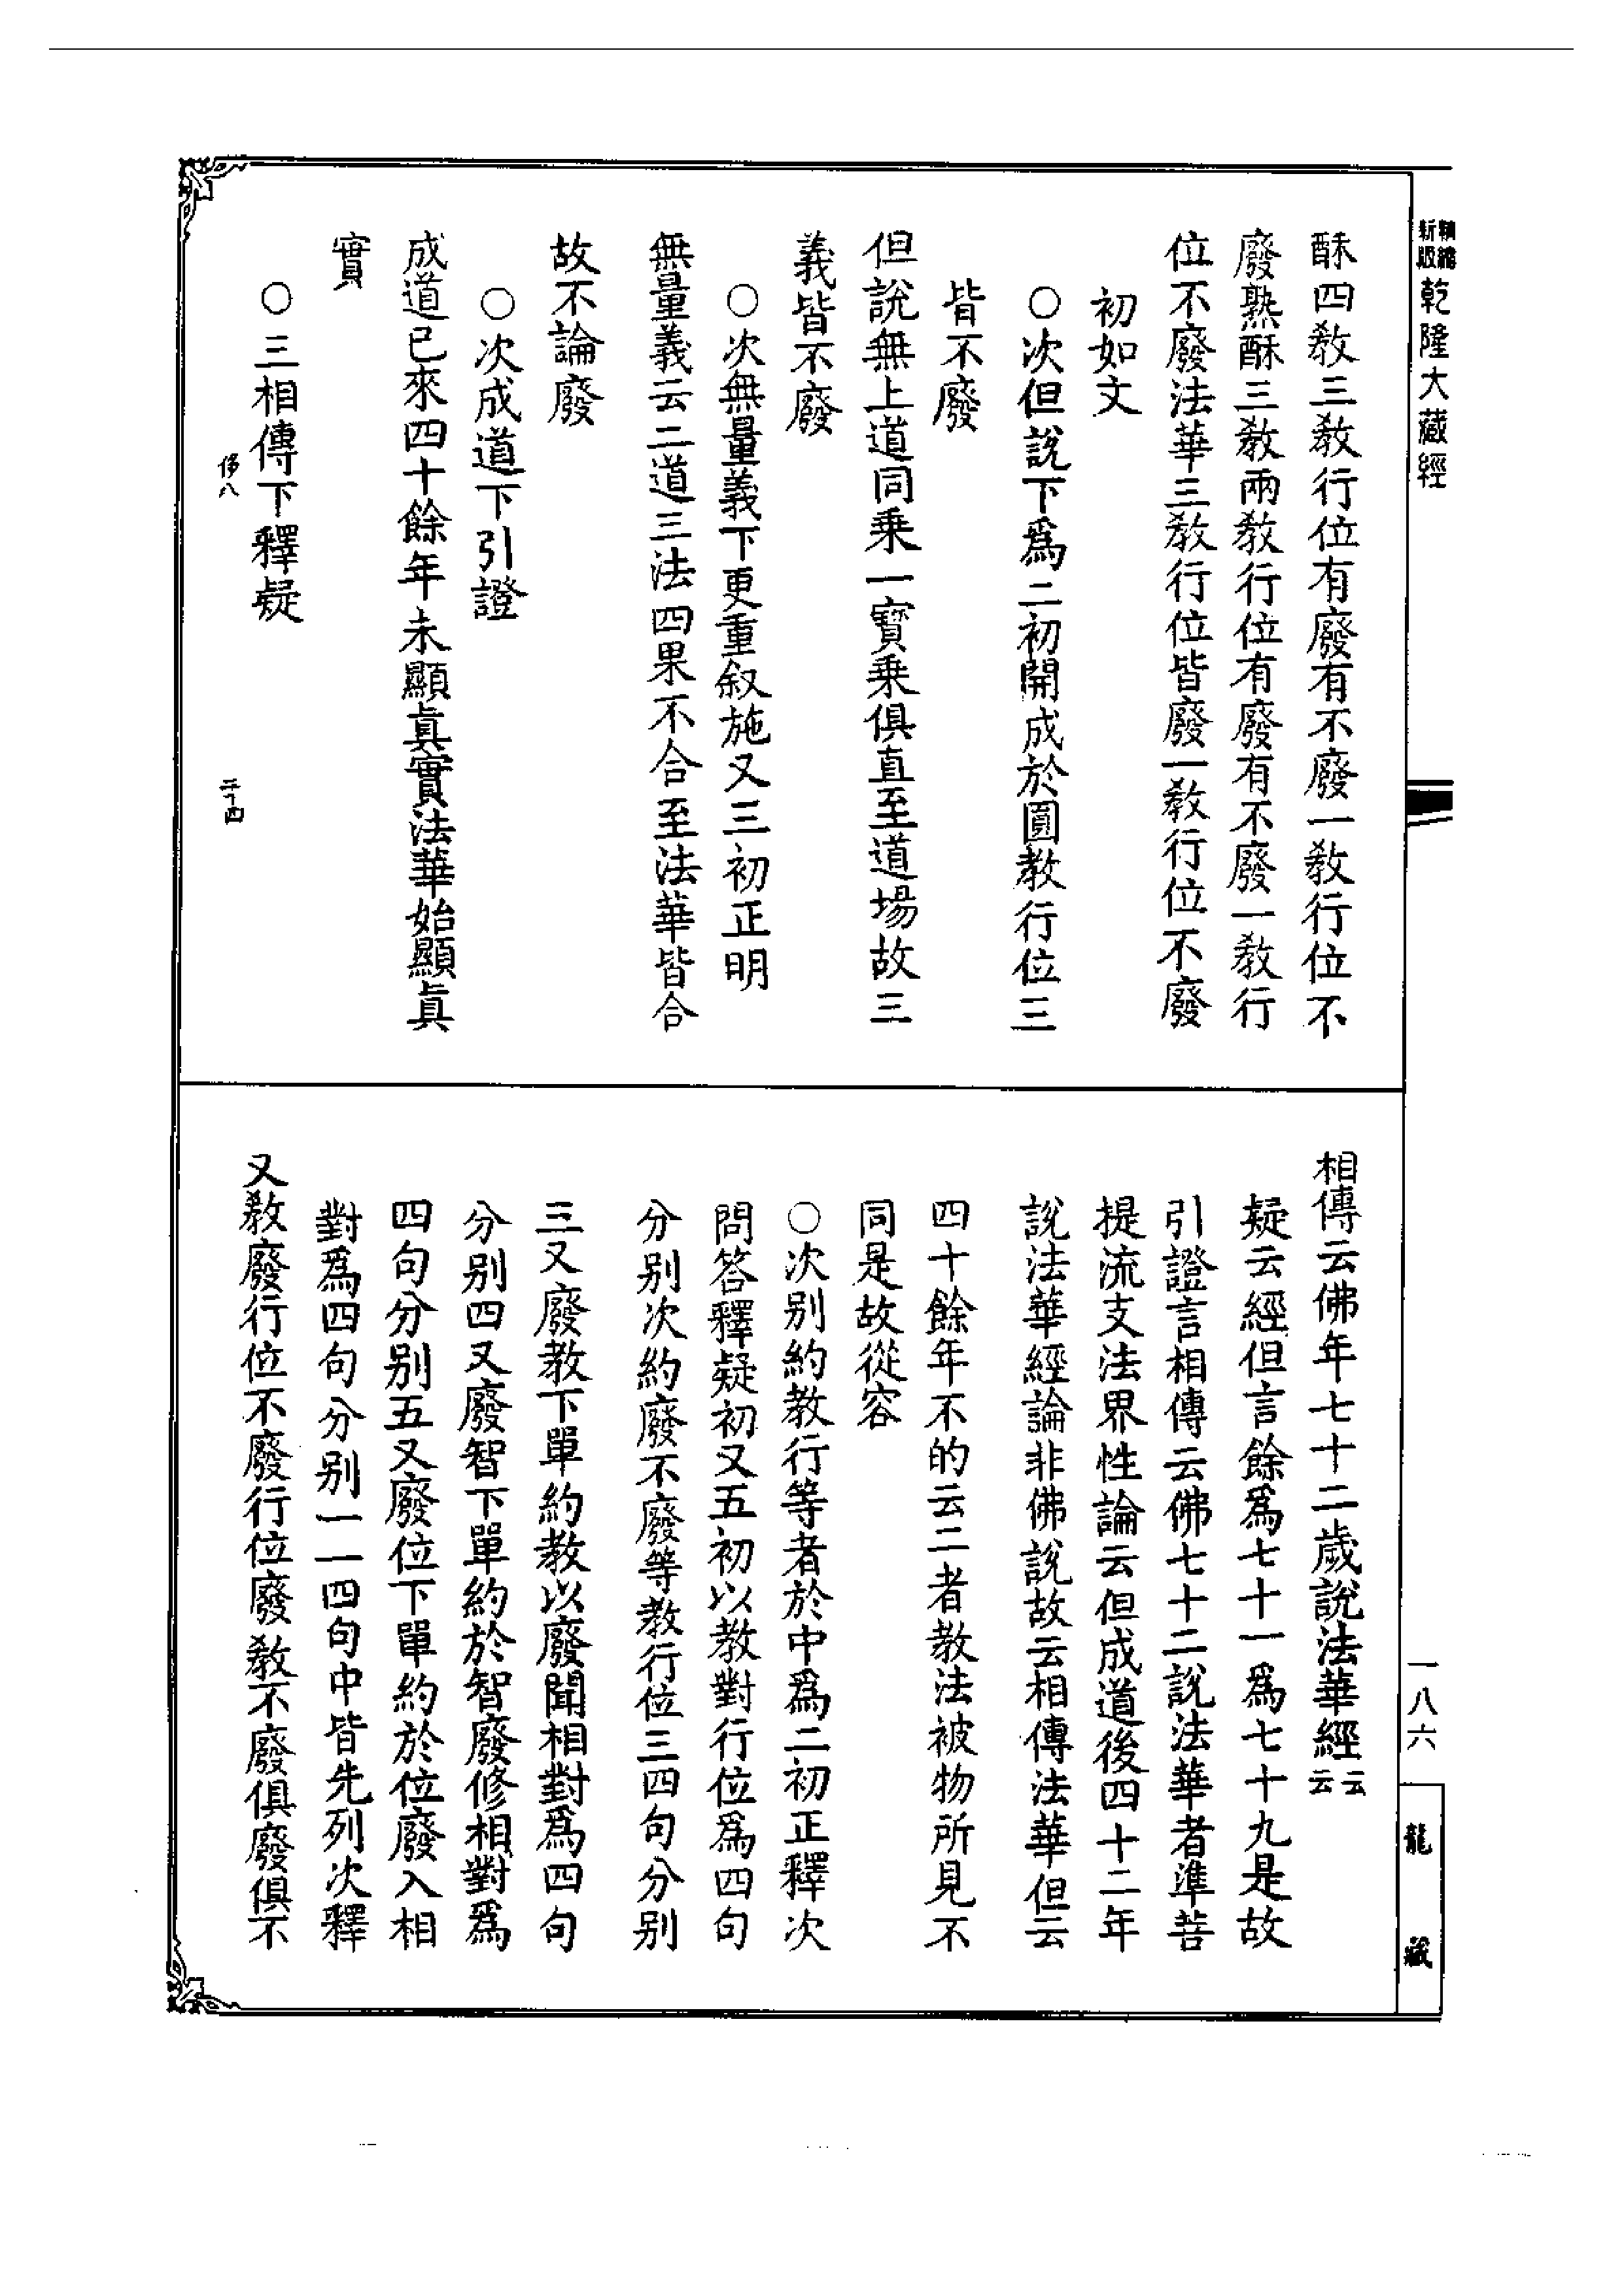 精編
新版
乾隆大藏經
酥四教三教行位有廢有不廢一教行位不
廢熟酥三教兩教行位有廢有不廢一教行
位不廢法華三教行位皆廢一教行位不廢
初如文
○次但說下爲二初開成於圓教行位三
皆不廢
但說無上道同乗一寶乗俱直至道場故三
義皆不廢
○次無量義下更重叙施又三初正明
無量義云二道三法四果不合至法華皆合
故不論廢
○次成道下引證
成道已來四十餘年未顯眞實法華始顯眞
實
○三相傳下釋疑
侈八
三十四
一八六
龍藏
相傳云佛年七十二歲說法華經云云
疑云經但言餘爲七十一爲七十九是故
引證言相傳云佛七十二說法華者準菩
提流支法界性論云但成道後四十二年
說法華經論非佛說故云相傳法華但云
四十餘年不的云二者教法被物所見不
同是故從容
○次别約教行等者於中爲二初正釋次
問答釋疑初又五初以教對行位爲四句
分别次約廢不廢等教行位三四句分别
三又廢教下單約教以廢聞相對爲四句
分别四又廢智下單約於智廢修相對爲
四句分别五又廢位下單約於位廢入相
對爲四句分别一一四句中皆先列次釋
又教廢行位不廢行位廢教不廢俱廢俱不